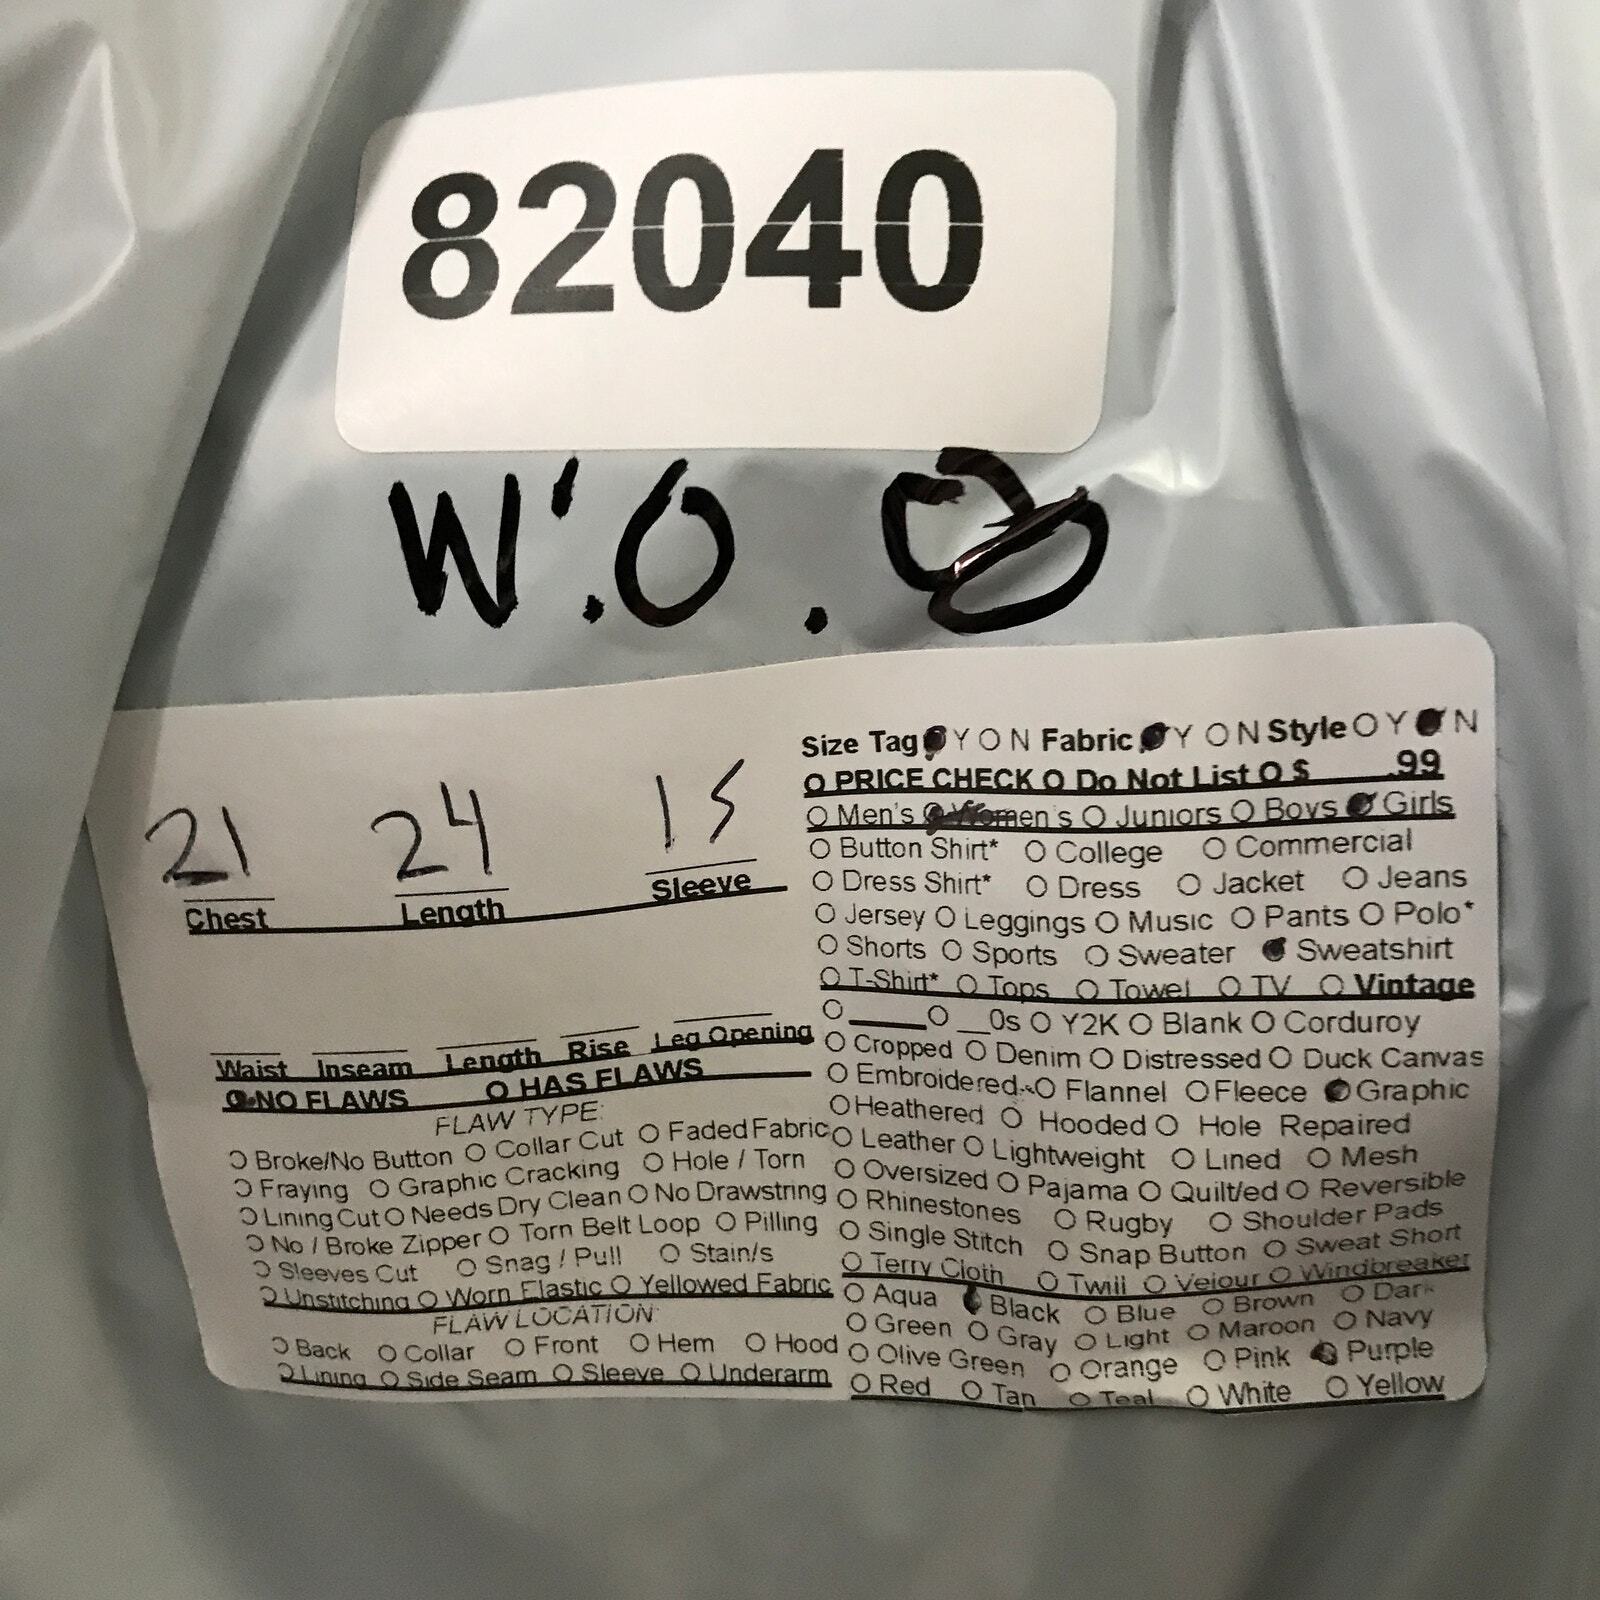 82040
W:0.8
Size Tag Y O N Fabric Y O N Style O Y N
O PRICE CHECK O Do Not List O $ ____.99
O Men's Women's O Juniors O Boys Girls
O Button Shirt* O College O Commercial
O Dress Shirt* O Dress O Jacket O Jeans
O Jersey O Leggings O Music O Pants O Polo*
O Shorts O Sports O Sweater Sweatshirt
O T-Shirt* O Tops O Towel O TV O Vintage
O ____ O __0s O Y2K O Blank O Corduroy
O Cropped O Denim O Distressed O Duck Canvas
O Embroidered O Flannel O Fleece Graphic
O Heathered O Hooded O Hole Repaired
O Leather O Lightweight O Lined O Mesh
O Oversized O Pajama O Quilt/ed O Reversible
O Rhinestones O Rugby O Shoulder Pads
O Single Stitch O Snap Button O Sweat Short
O Terry Cloth O Twill O Velour O Windbreaker
O Aqua Black O Blue O Brown O Dark
O Green O Gray O Light O Maroon O Navy
O Olive Green O Orange O Pink Purple
O Red O Tan O Teal O White O Yellow
21 24 15
Chest Length Sleeve
Waist Inseam Length Rise Leg Opening
NO FLAWS O HAS FLAWS
FLAW TYPE:
O Broke/No Button O Collar Cut O Faded Fabric
O Fraying O Graphic Cracking O Hole / Torn
O Lining Cut O Needs Dry Clean O No Drawstring
O No / Broke Zipper O Torn Belt Loop O Pilling
O Sleeves Cut O Snag / Pull O Stain/s
O Unstitching O Worn Elastic O Yellowed Fabric
FLAW LOCATION:
O Back O Collar O Front O Hem O Hood
O Lining O Side Seam O Sleeve O Underarm